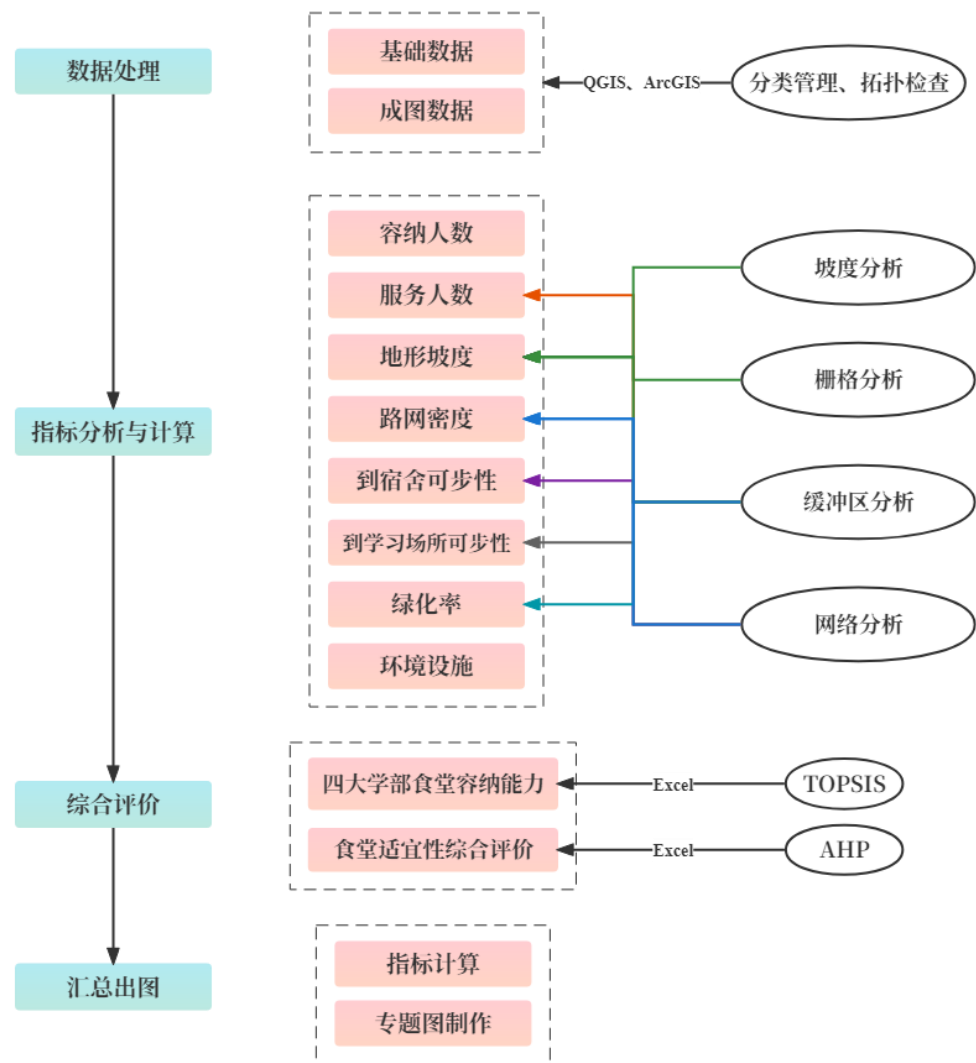 数据处理
基础数据
成图数据
QGIS、ArcGIS
分类管理、拓扑检查
指标分析与计算
容纳人数
服务人数
地形坡度
路网密度
到宿舍可步性
到学习场所可步性
绿化率
环境设施
坡度分析
栅格分析
缓冲区分析
网络分析
综合评价
四大学部食堂容纳能力
Excel
TOPSIS
食堂适宜性综合评价
Excel
AHP
汇总出图
指标计算
专题图制作